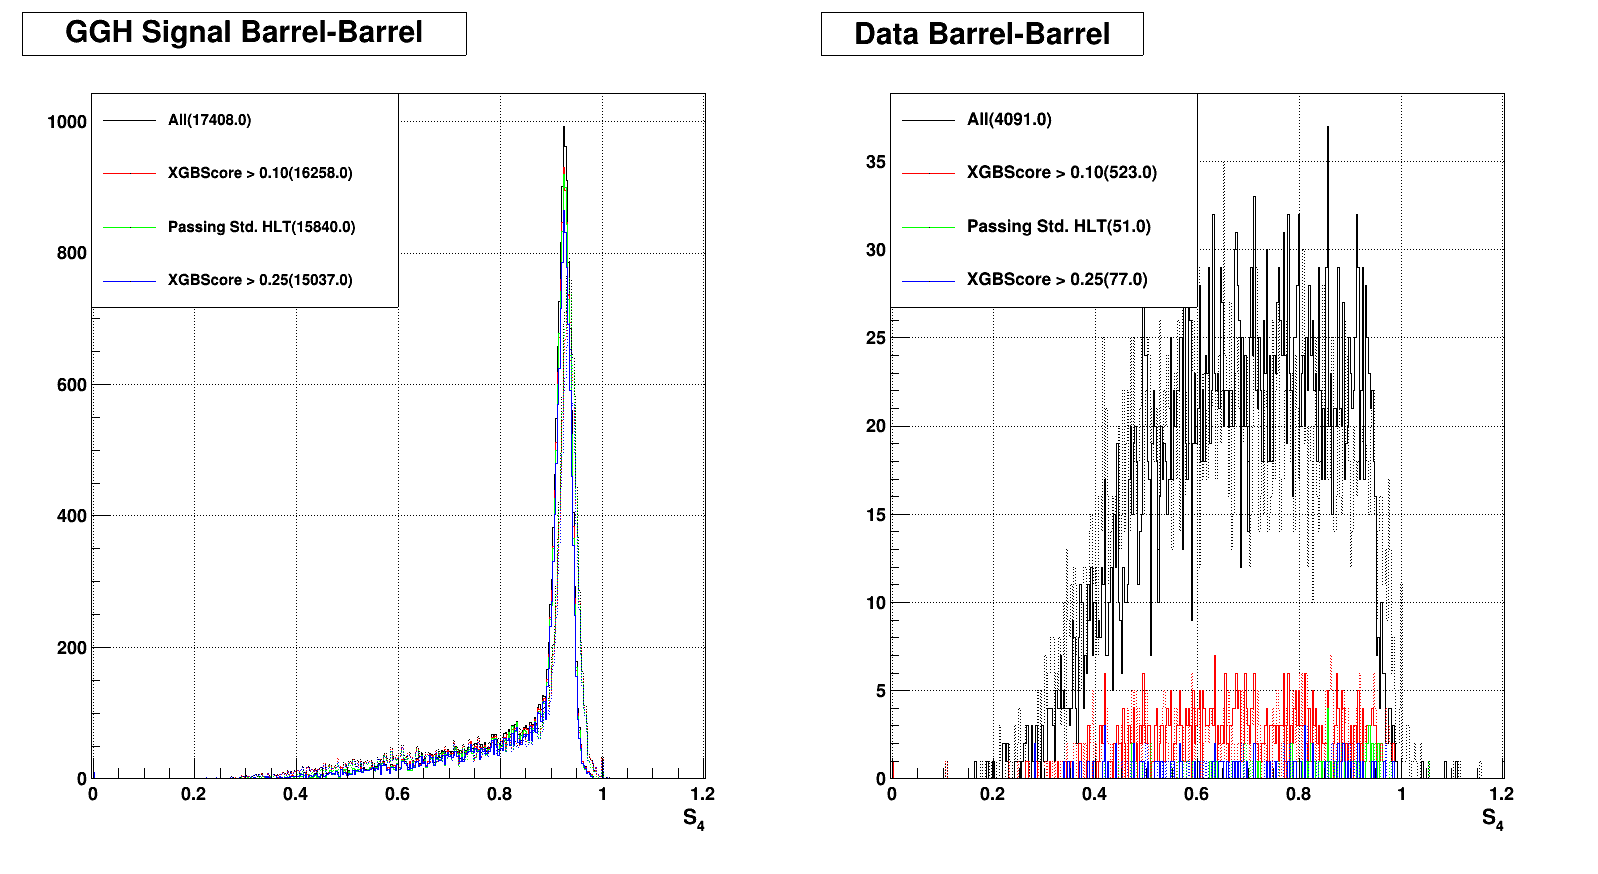 GGH Signal Barrel-Barrel
All(17408.0)
XGBScore > 0.10(16258.0)
Passing Std. HLT(15840.0)
XGBScore > 0.25(15037.0)
1000
800
600
400
200
0
0 0.2 0.4 0.6 0.8 1 1.2
S4
Data Barrel-Barrel
All(4091.0)
XGBScore > 0.10(523.0)
Passing Std. HLT(51.0)
XGBScore > 0.25(77.0)
35
30
25
20
15
10
5
0
0 0.2 0.4 0.6 0.8 1 1.2
S4